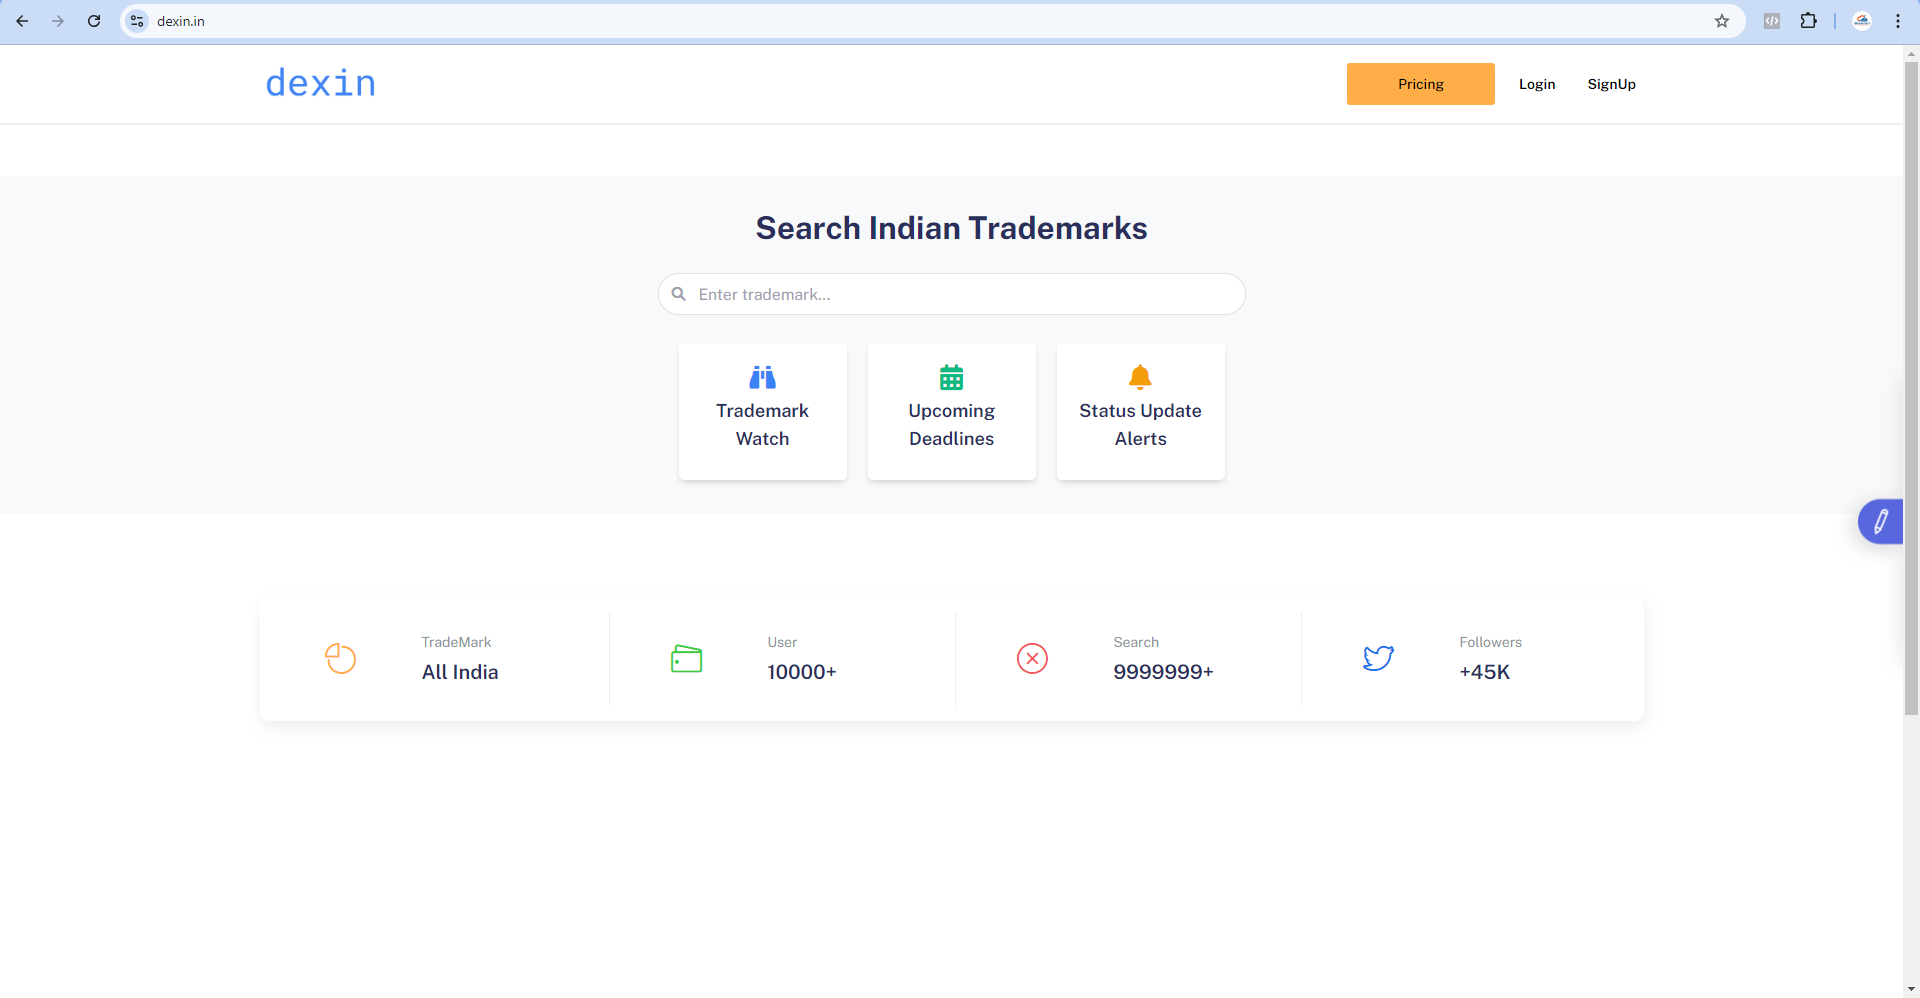 dexin.in
dexin
Pricing
Login
SignUp
Search Indian Trademarks
Enter trademark...
Trademark
Watch
Upcoming
Deadlines
Status Update
Alerts
TradeMark
All India
User
10000+
Search
9999999+
Followers
+45K